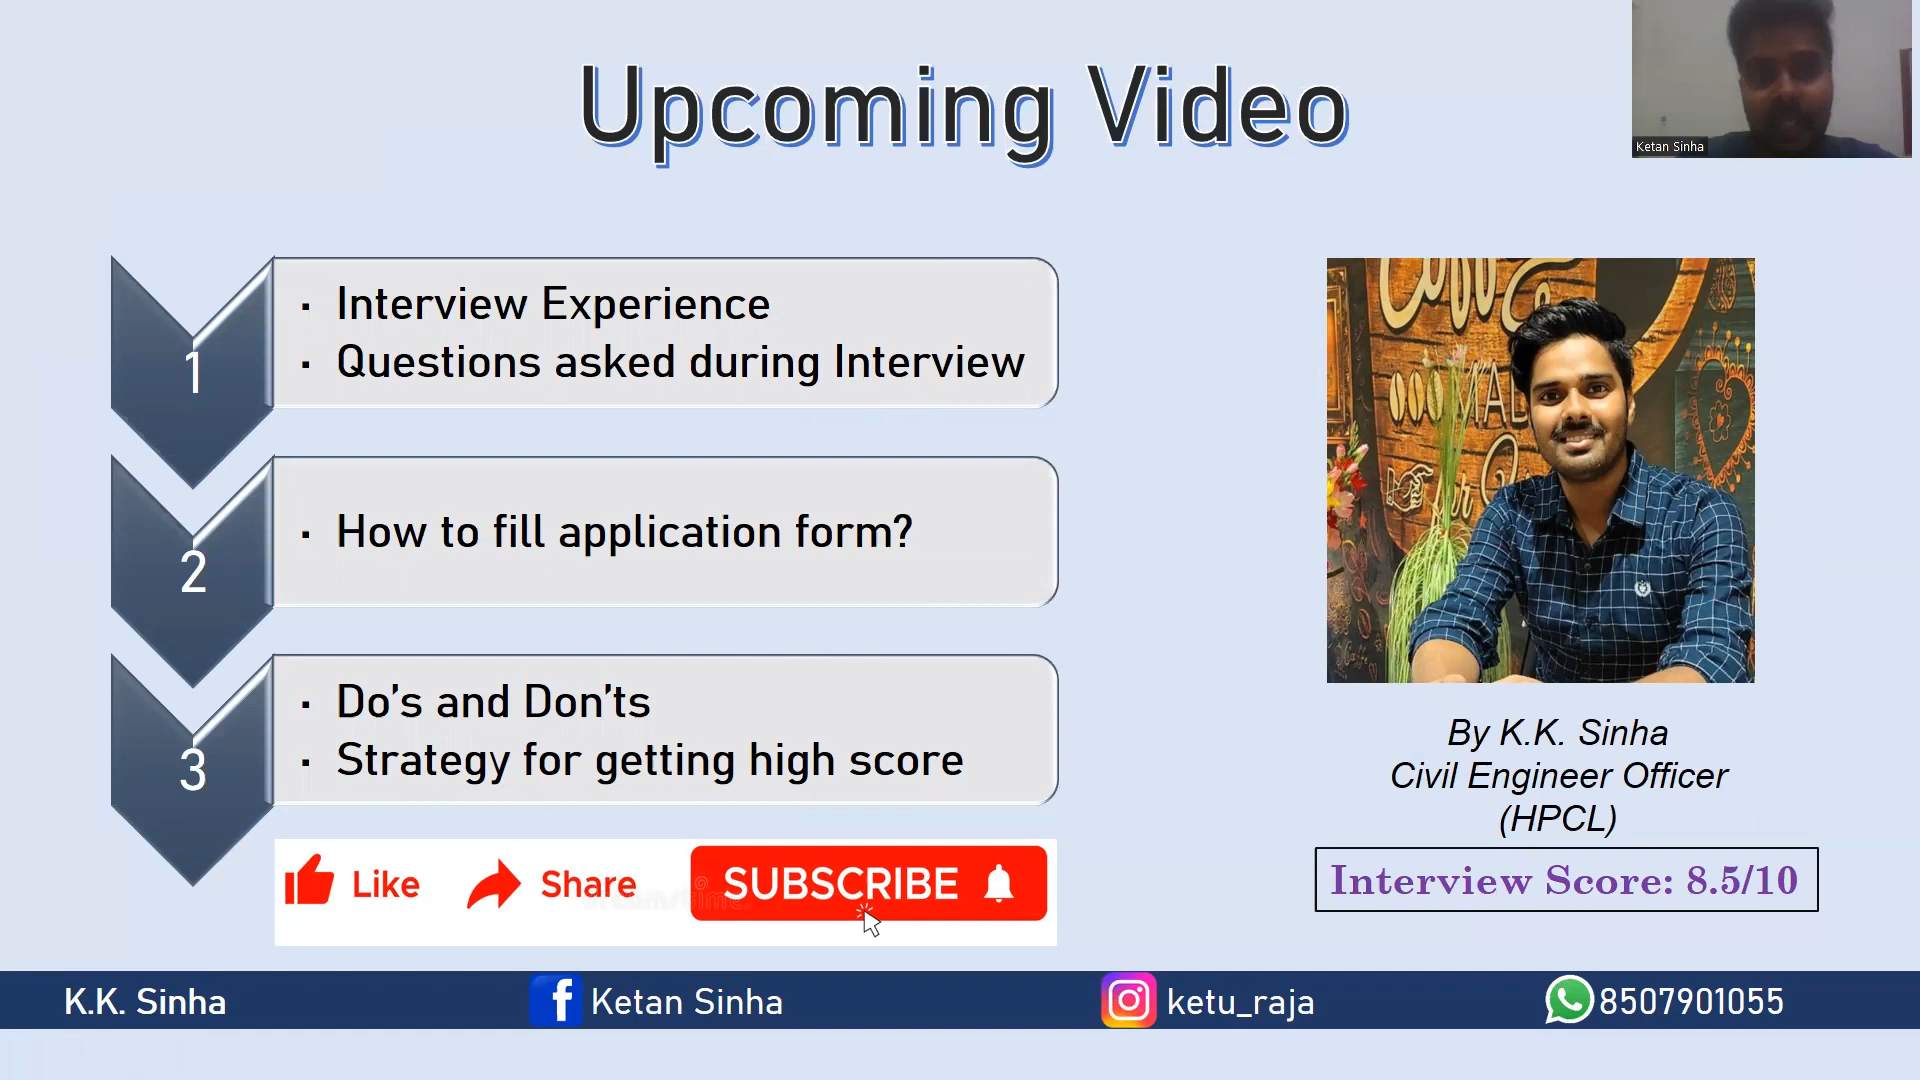 Upcoming Video
Ketan Sinha
1
▪ Interview Experience
▪ Questions asked during Interview
2
▪ How to fill application form?
3
▪ Do's and Don'ts
▪ Strategy for getting high score
Like
Share
SUBSCRIBE
By K.K. Sinha
Civil Engineer Officer
(HPCL)
Interview Score: 8.5/10
K.K. Sinha
Ketan Sinha
ketu_raja
8507901055